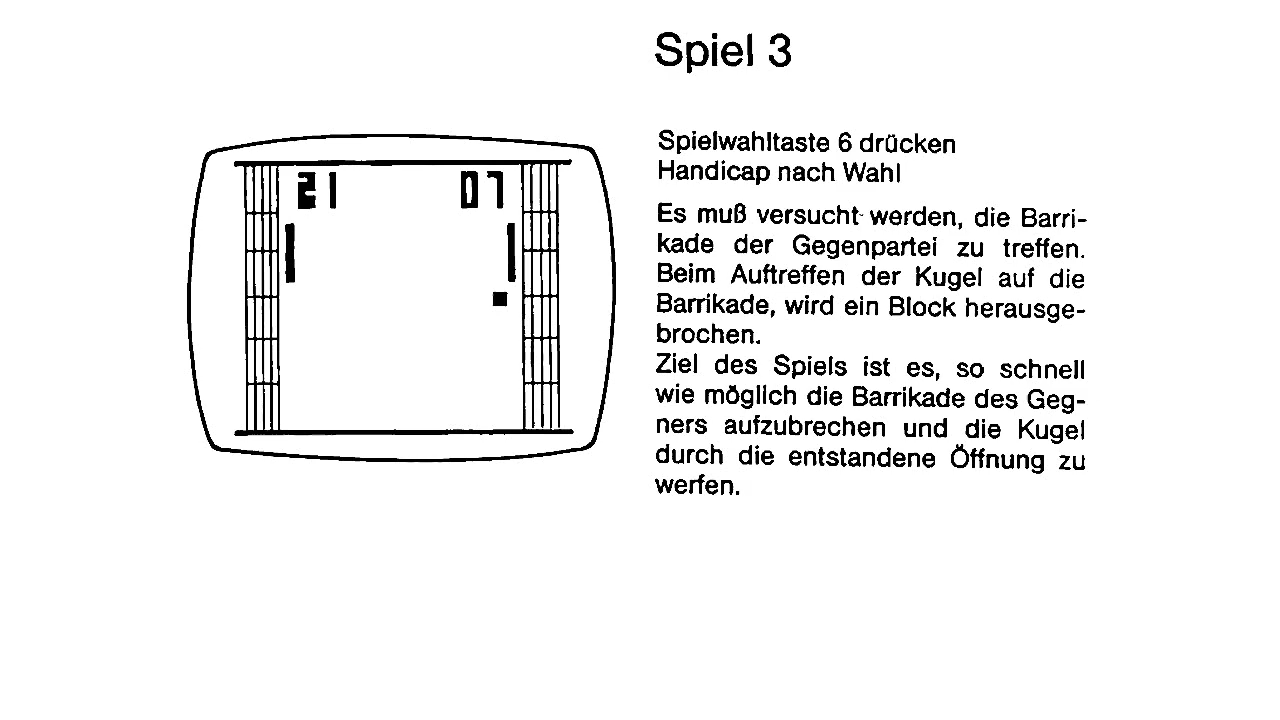 Spiel 3
21 07
Spielwahltaste 6 drücken
Handicap nach Wahl
Es muß versucht werden, die Barri-
kade der Gegenpartei zu treffen.
Beim Auftreffen der Kugel auf die
Barrikade, wird ein Block herausge-
brochen.
Ziel des Spiels ist es, so schnell
wie möglich die Barrikade des Geg-
ners aufzubrechen und die Kugel
durch die entstandene Öffnung zu
werfen.